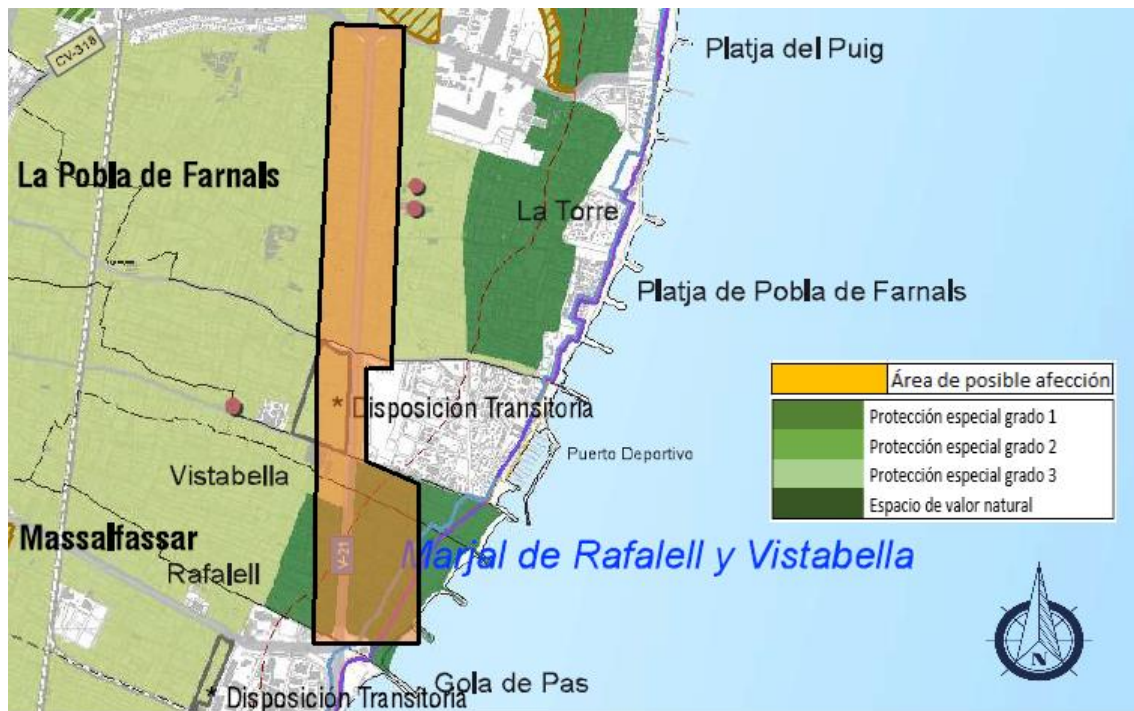 CV-318
Platja del Puig
La Pobla de Farnals
La Torre
Platja de Pobla de Farnals
Área de posible afección
* Disposición Transitoria
Protección especial grado 1
Protección especial grado 2
Puerto Deportivo
Vistabella
Protección especial grado 3
Espacio de valor natural
Massalfassar
V-21
Marjal de Rafalell y Vistabella
Rafalell
N
Gola de Pas
* Disposición Transitoria